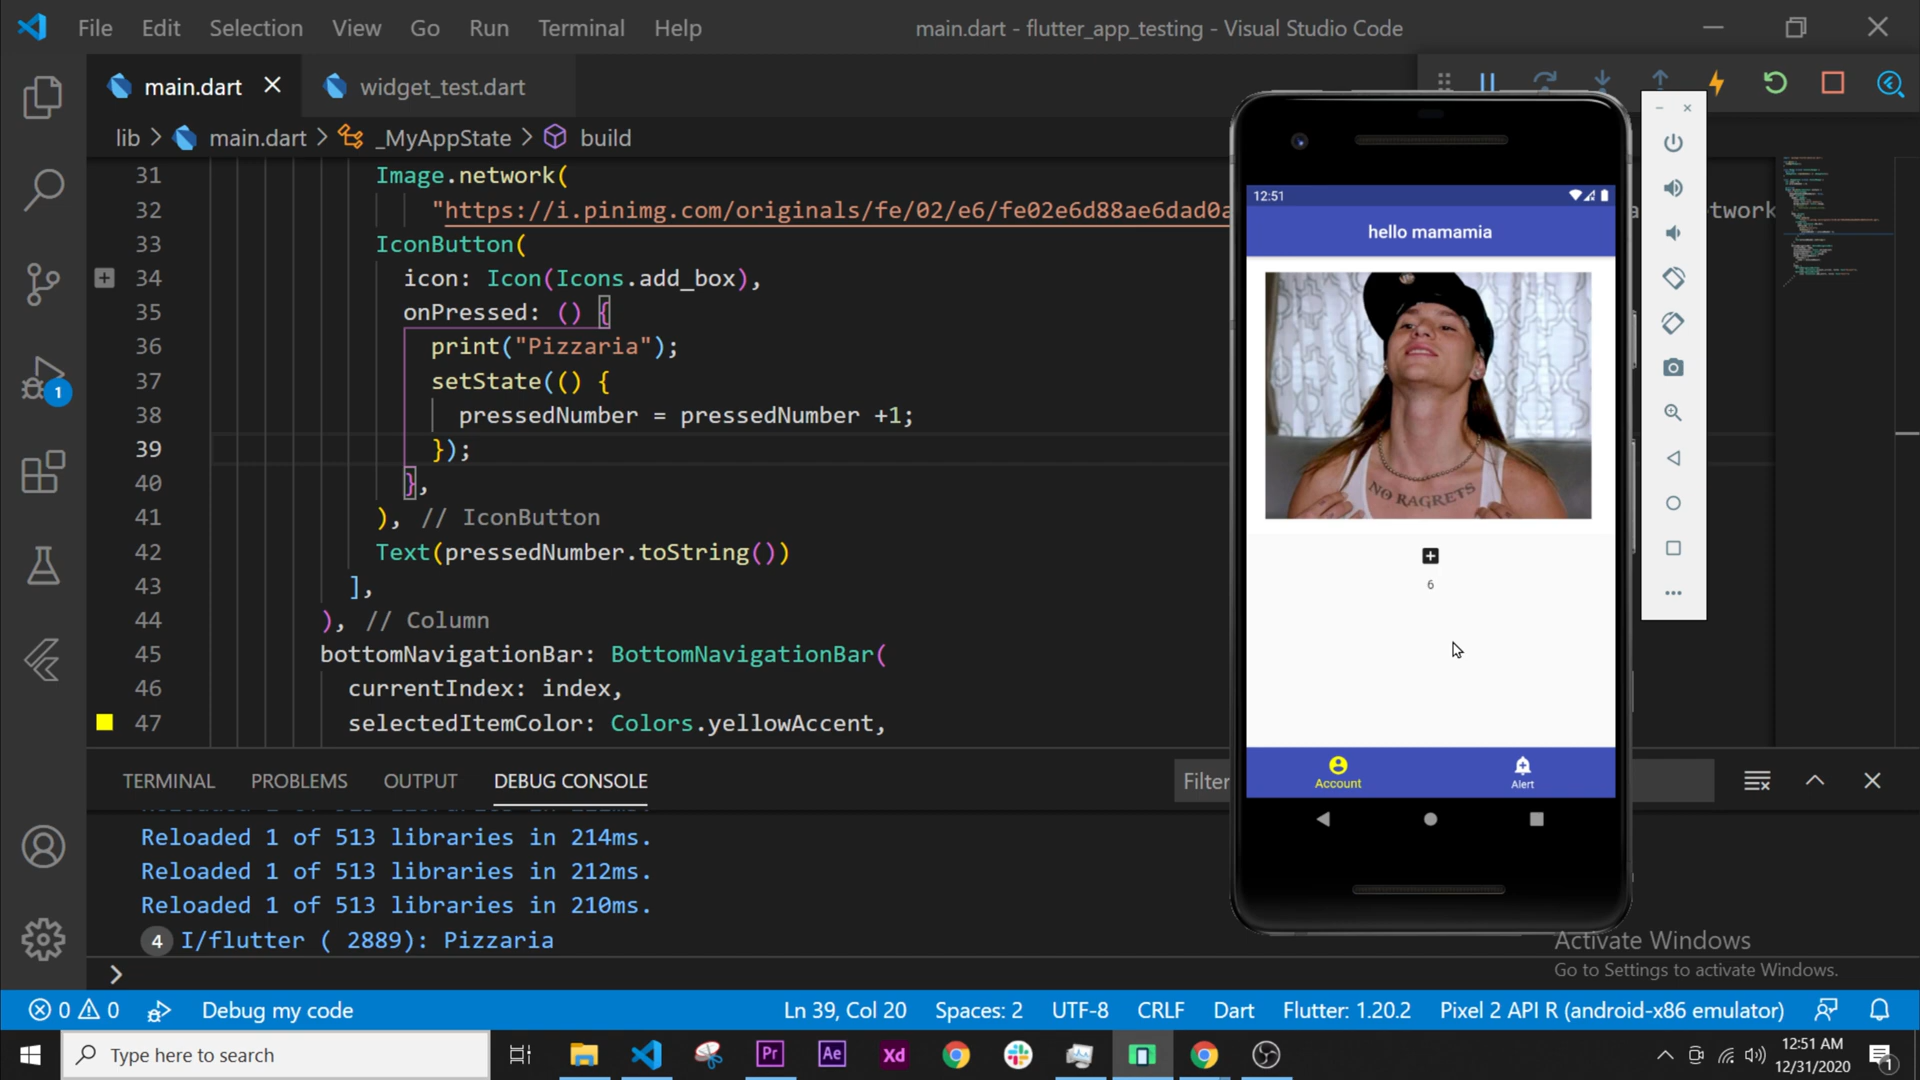 File Edit Selection View Go Run Terminal Help
main.dart - flutter_app_testing - Visual Studio Code
main.dart
widget_test.dart
lib > main.dart > _MyAppState > build
31 Image.network(
32 "https://i.pinimg.com/originals/fe/02/e6/fe02e6d88ae6dad0a
twork
33 IconButton(
34 icon: Icon(Icons.add_box),
35 onPressed: () {
36 print("Pizzaria");
37 setState(() {
38 pressedNumber = pressedNumber +1;
39 });
40 },
41 ), // IconButton
42 Text(pressedNumber.toString())
43 ],
44 ), // Column
45 bottomNavigationBar: BottomNavigationBar(
46 currentIndex: index,
47 selectedItemColor: Colors.yellowAccent,
1
12:51
hello mamamia
NO RAGRETS
6
Account
Alert
TERMINAL PROBLEMS OUTPUT DEBUG CONSOLE
Filter
Reloaded 1 of 513 libraries in 214ms.
Reloaded 1 of 513 libraries in 212ms.
Reloaded 1 of 513 libraries in 210ms.
4 I/flutter ( 2889): Pizzaria
>
Activate Windows
Go to Settings to activate Windows.
0 0 Debug my code
Ln 39, Col 20 Spaces: 2 UTF-8 CRLF Dart Flutter: 1.20.2 Pixel 2 API R (android-x86 emulator)
Type here to search
Pr Ae Xd
12:51 AM
12/31/2020
1